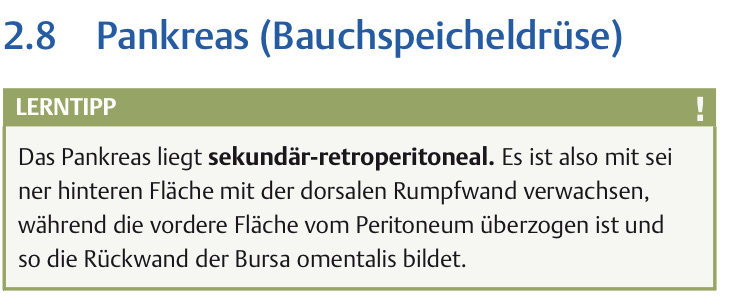 2.8 Pankreas (Bauchspeicheldrüse)
LERNTIPP !
Das Pankreas liegt sekundär-retroperitoneal. Es ist also mit sei
ner hinteren Fläche mit der dorsalen Rumpfwand verwachsen,
während die vordere Fläche vom Peritoneum überzogen ist und
so die Rückwand der Bursa omentalis bildet.